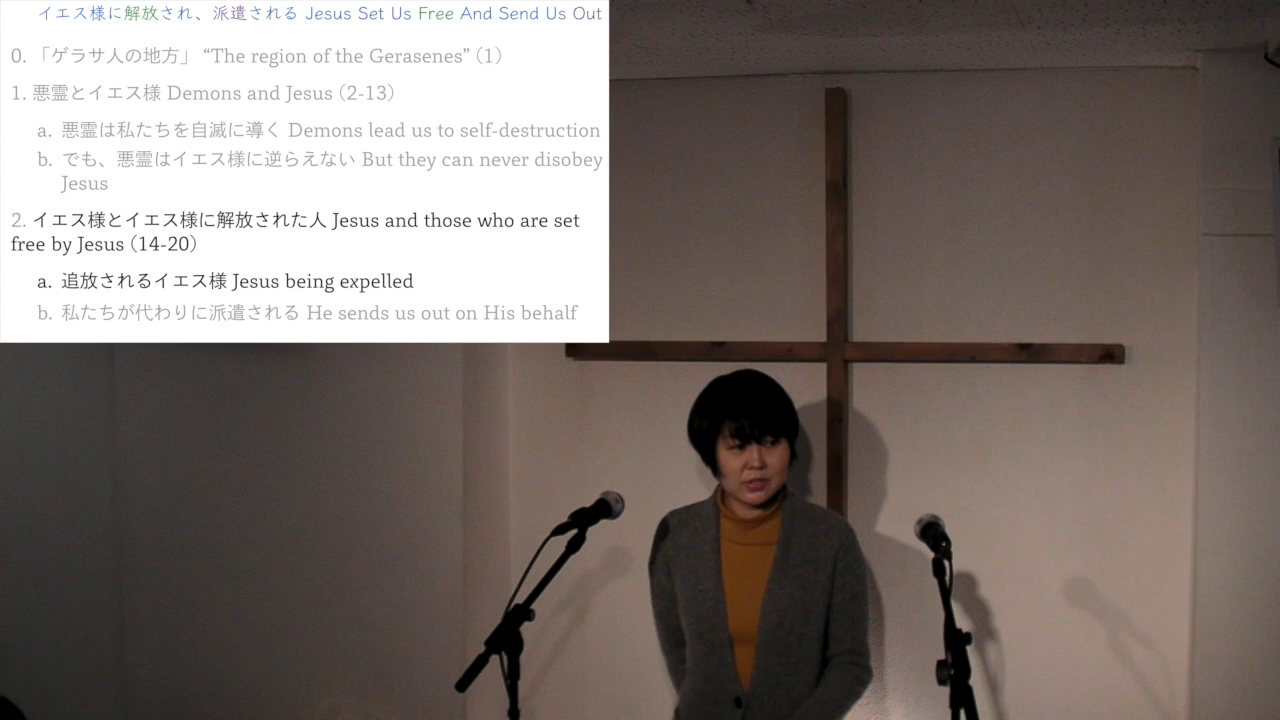 イエス様に解放され、派遣される Jesus Set Us Free And Send Us Out
0. 「ゲラサ人の地方」 “The region of the Gerasenes” (1)
1. 悪霊とイエス様 Demons and Jesus (2-13)
a. 悪霊は私たちを自滅に導く Demons lead us to self-destruction
b. でも、悪霊はイエス様に逆らえない But they can never disobey
Jesus
2. イエス様とイエス様に解放された人 Jesus and those who are set
free by Jesus (14-20)
a. 追放されるイエス様 Jesus being expelled
b. 私たちが代わりに派遣される He sends us out on His behalf